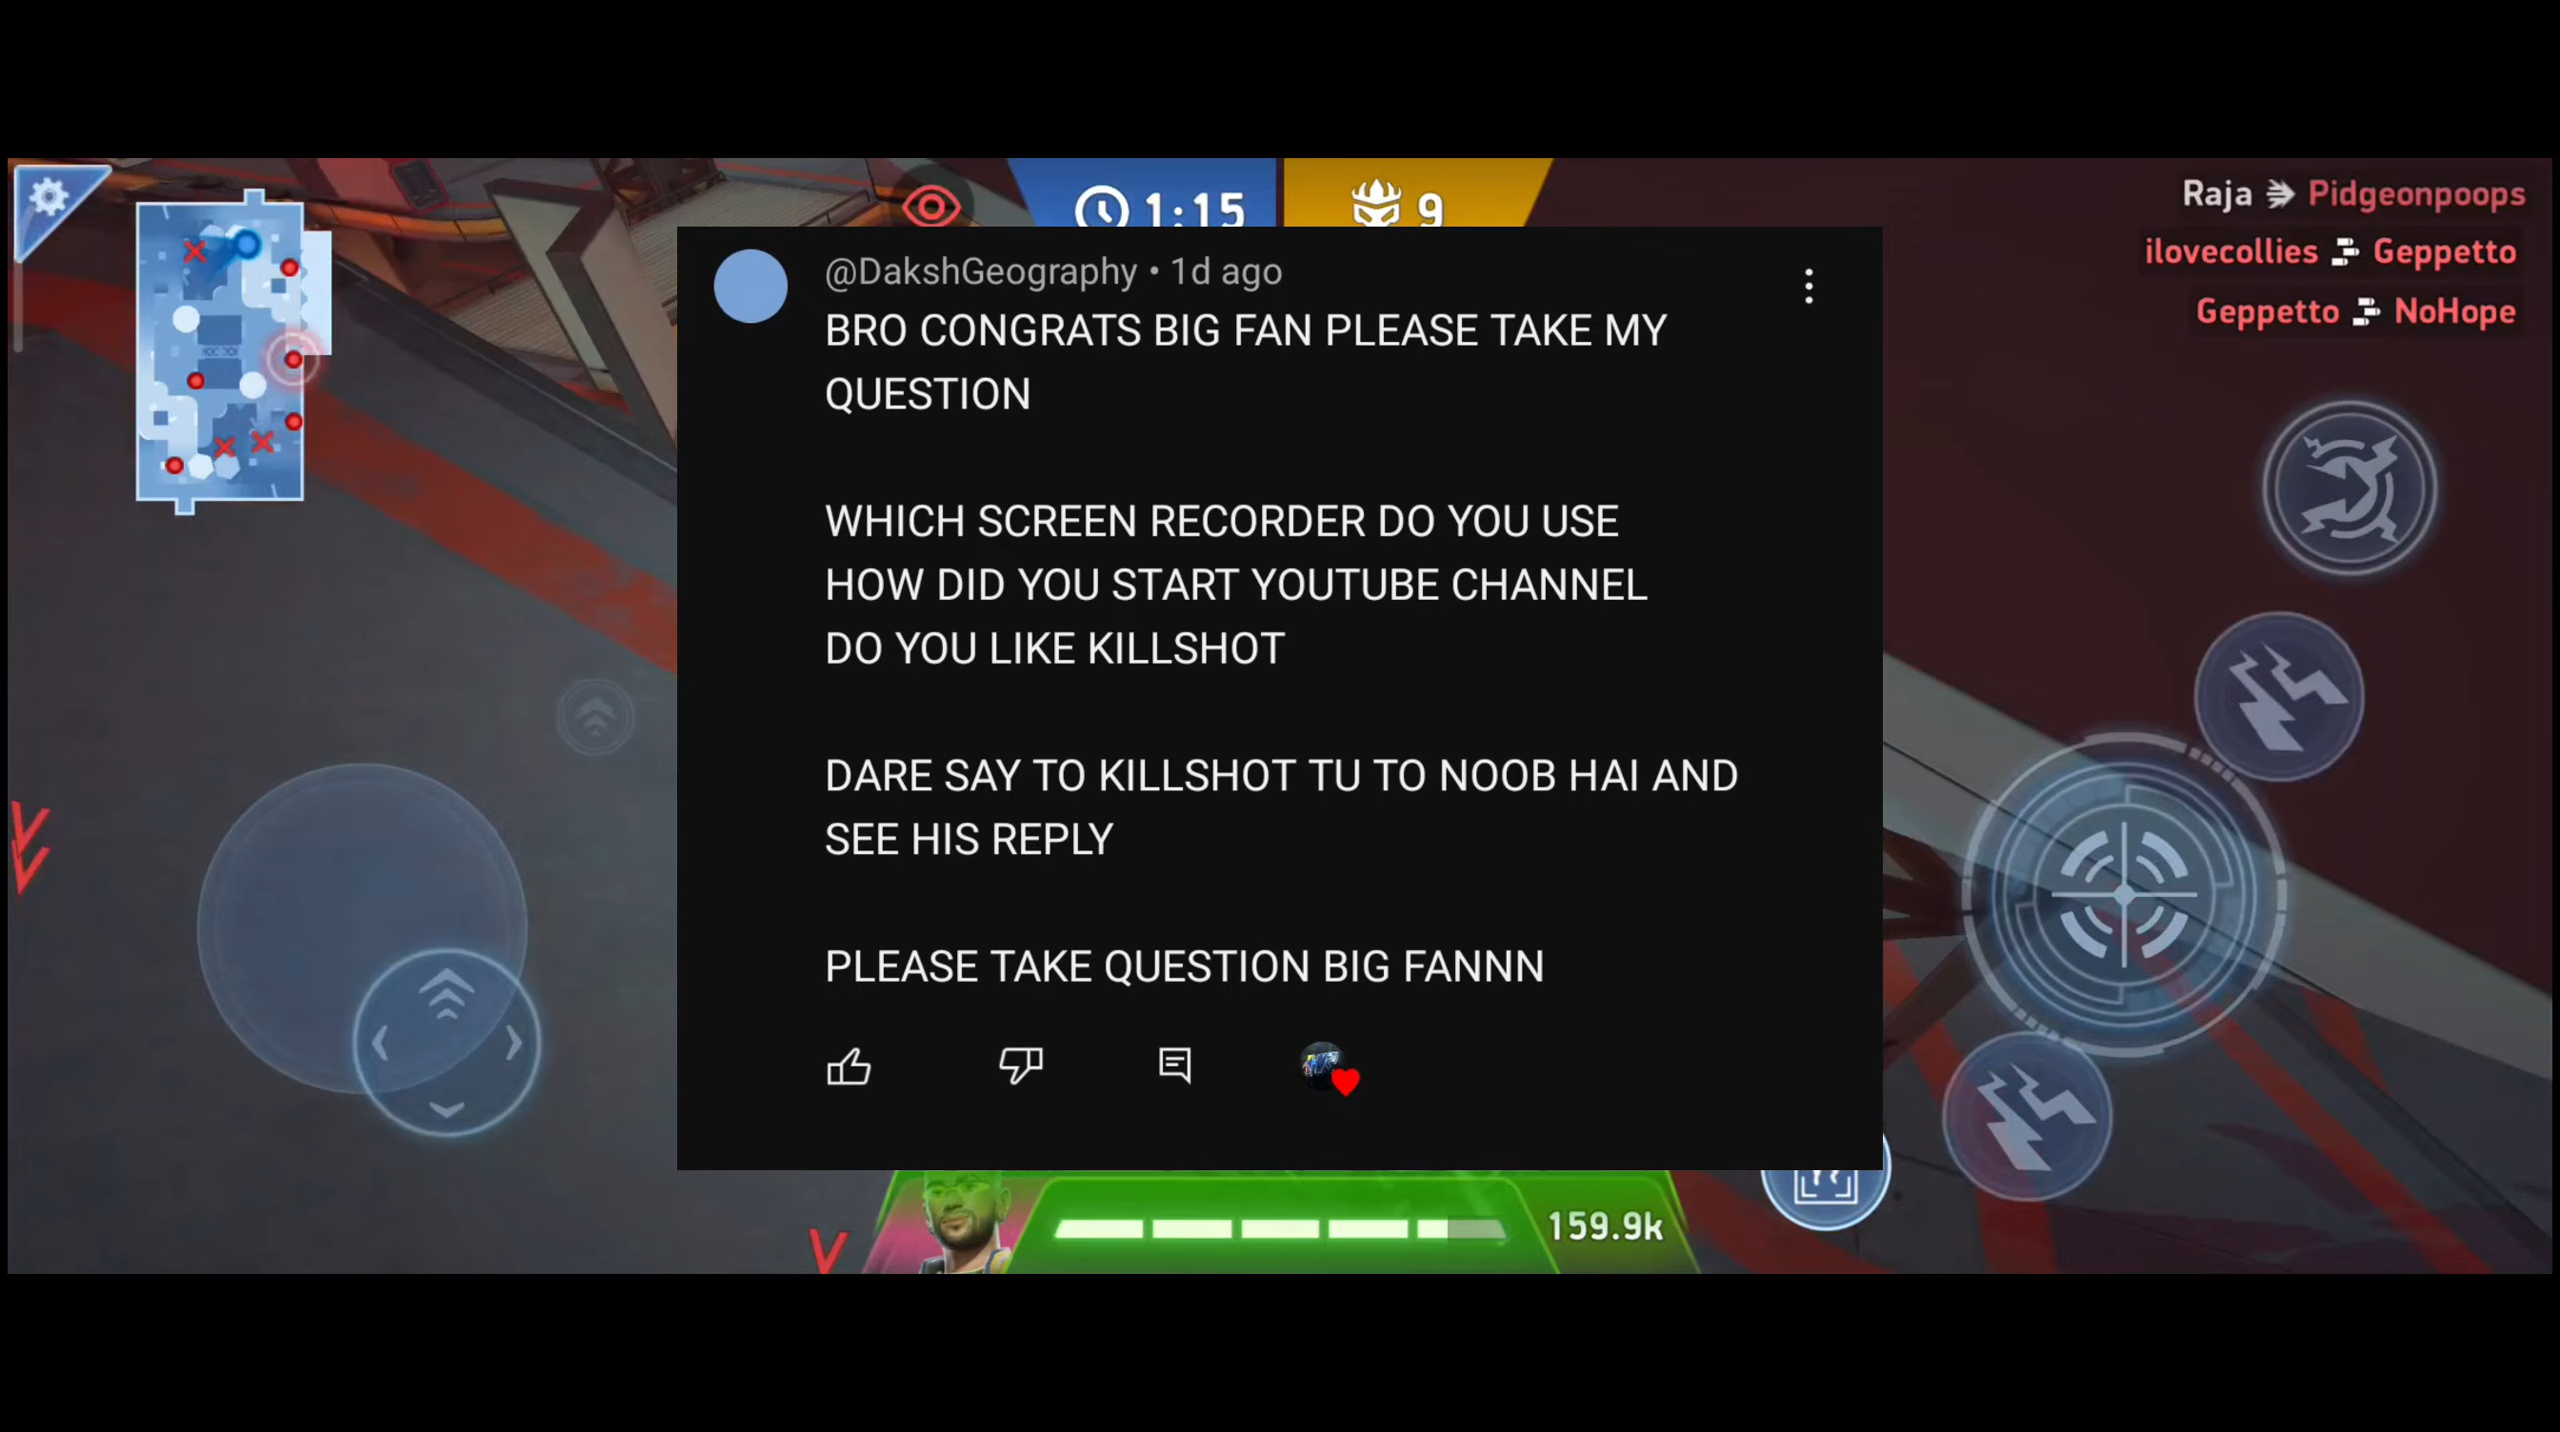 1:15
9
Raja Pidgeonpoops
ilovecollies Geppetto
Geppetto NoHope
@DakshGeography • 1d ago
BRO CONGRATS BIG FAN PLEASE TAKE MY
QUESTION
WHICH SCREEN RECORDER DO YOU USE
HOW DID YOU START YOUTUBE CHANNEL
DO YOU LIKE KILLSHOT
DARE SAY TO KILLSHOT TU TO NOOB HAI AND
SEE HIS REPLY
PLEASE TAKE QUESTION BIG FANNN
159.9k